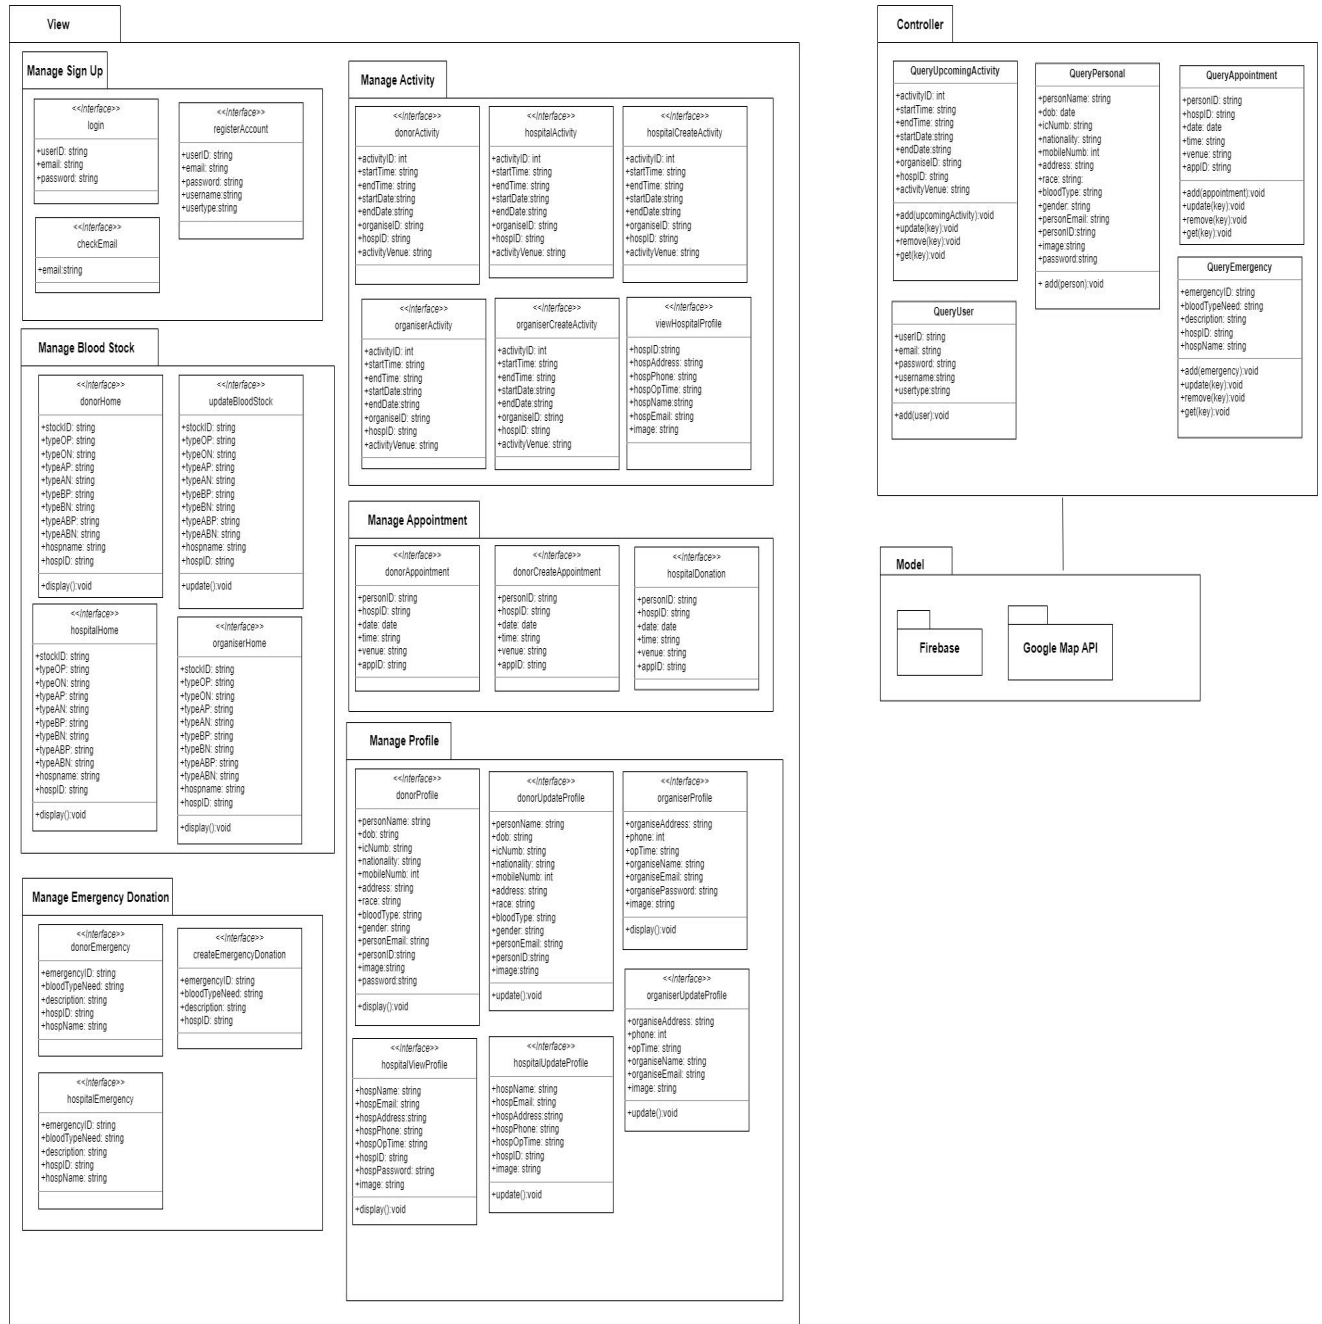 View
Manage Sign Up
<<Interface>>
login
+userID: string
+email: string
+password: string
<<Interface>>
registerAccount
+userID: string
+email: string
+password: string
+username:string
+usertype:string
<<Interface>>
checkEmail
+email:string
Manage Blood Stock
<<Interface>>
donorHome
+stockID: string
+typeOP: string
+typeON: string
+typeAP: string
+typeAN: string
+typeBP: string
+typeBN: string
+typeABP: string
+typeABN: string
+hospname: string
+hospID: string
+display():void
<<Interface>>
updateBloodStock
+stockID: string
+typeOP: string
+typeON: string
+typeAP: string
+typeAN: string
+typeBP: string
+typeBN: string
+typeABP: string
+typeABN: string
+hospname: string
+hospID: string
+update():void
<<Interface>>
hospitalHome
+stockID: string
+typeOP: string
+typeON: string
+typeAP: string
+typeAN: string
+typeBP: string
+typeBN: string
+typeABP: string
+typeABN: string
+hospname: string
+hospID: string
+display():void
<<Interface>>
organiserHome
+stockID: string
+typeOP: string
+typeON: string
+typeAP: string
+typeAN: string
+typeBP: string
+typeBN: string
+typeABP: string
+typeABN: string
+hospname: string
+hospID: string
+display():void
Manage Emergency Donation
<<Interface>>
donorEmergency
+emergencyID: string
+bloodTypeNeed: string
+description: string
+hospID: string
+hospName: string
<<Interface>>
createEmergencyDonation
+emergencyID: string
+bloodTypeNeed: string
+description: string
+hospID: string
<<Interface>>
hospitalEmergency
+emergencyID: string
+bloodTypeNeed: string
+description: string
+hospID: string
+hospName: string
Manage Activity
<<Interface>>
donorActivity
+activityID: int
+startTime: string
+endTime: string
+startDate:string
+endDate:string
+organiseID: string
+hospID: string
+activityVenue: string
<<Interface>>
hospitalActivity
+activityID: int
+startTime: string
+endTime: string
+startDate:string
+endDate:string
+organiseID: string
+hospID: string
+activityVenue: string
<<Interface>>
hospitalCreateActivity
+activityID: int
+startTime: string
+endTime: string
+startDate:string
+endDate:string
+organiseID: string
+hospID: string
+activityVenue: string
<<Interface>>
organiserActivity
+activityID: int
+startTime: string
+endTime: string
+startDate:string
+endDate:string
+organiseID: string
+hospID: string
+activityVenue: string
<<Interface>>
organiserCreateActivity
+activityID: int
+startTime: string
+endTime: string
+startDate:string
+endDate:string
+organiseID: string
+hospID: string
+activityVenue: string
<<Interface>>
viewHospitalProfile
+hospID:string
+hospAddress: string
+hospPhone: string
+hospOpTime: string
+hospName:string
+hospEmail: string
+image: string
Manage Appointment
<<Interface>>
donorAppointment
+personID: string
+hospID: string
+date: date
+time: string
+venue: string
+appID: string
<<Interface>>
donorCreateAppointment
+personID: string
+hospID: string
+date: date
+time: string
+venue: string
+appID: string
<<Interface>>
hospitalDonation
+personID: string
+hospID: string
+date: date
+time: string
+venue: string
+appID: string
Manage Profile
<<Interface>>
donorProfile
+personName: string
+dob: string
+icNumb: string
+nationality: string
+mobileNumb: int
+address: string
+race: string
+bloodType: string
+gender: string
+personEmail: string
+personID:string
+image:string
+password:string
+display():void
<<Interface>>
donorUpdateProfile
+personName: string
+dob: string
+icNumb: string
+nationality: string
+mobileNumb: int
+address: string
+race: string
+bloodType: string
+gender: string
+personEmail: string
+personID:string
+image:string
+update():void
<<Interface>>
organiserProfile
+organiseAddress: string
+phone: int
+opTime: string
+organiseName: string
+organiseEmail: string
+organisePassword: string
+image: string
+display():void
<<Interface>>
organiserUpdateProfile
+organiseAddress: string
+phone: int
+opTime: string
+organiseName: string
+organiseEmail: string
+image: string
+update():void
<<Interface>>
hospitalViewProfile
+hospName: string
+hospEmail: string
+hospAddress:string
+hospPhone: string
+hospOpTime: string
+hospID: string
+hospPassword: string
+image: string
+display():void
<<Interface>>
hospitalUpdateProfile
+hospName: string
+hospEmail: string
+hospAddress:string
+hospPhone: string
+hospOpTime: string
+hospID: string
+image: string
+update():void
Controller
QueryUpcomingActivity
+activityID: int
+startTime: string
+endTime: string
+startDate:string
+endDate:string
+organiseID: string
+hospID: string
+activityVenue: string
+add(upcomingActivity):void
+update(key):void
+remove(key):void
+get(key):void
QueryPersonal
+personName: string
+dob: date
+icNumb: string
+nationality: string
+mobileNumb: int
+address: string
+race: string:
+bloodType: string
+gender: string
+personEmail: string
+personID:string
+image:string
+password:string
+ add(person):void
QueryAppointment
+personID: string
+hospID: string
+date: date
+time: string
+venue: string
+appID: string
+add(appointment):void
+update(key):void
+remove(key):void
+get(key):void
QueryUser
+userID: string
+email: string
+password: string
+username:string
+usertype:string
+add(user):void
QueryEmergency
+emergencyID: string
+bloodTypeNeed: string
+description: string
+hospID: string
+hospName: string
+add(emergency):void
+update(key):void
+remove(key):void
+get(key):void
Model
Firebase
Google Map API